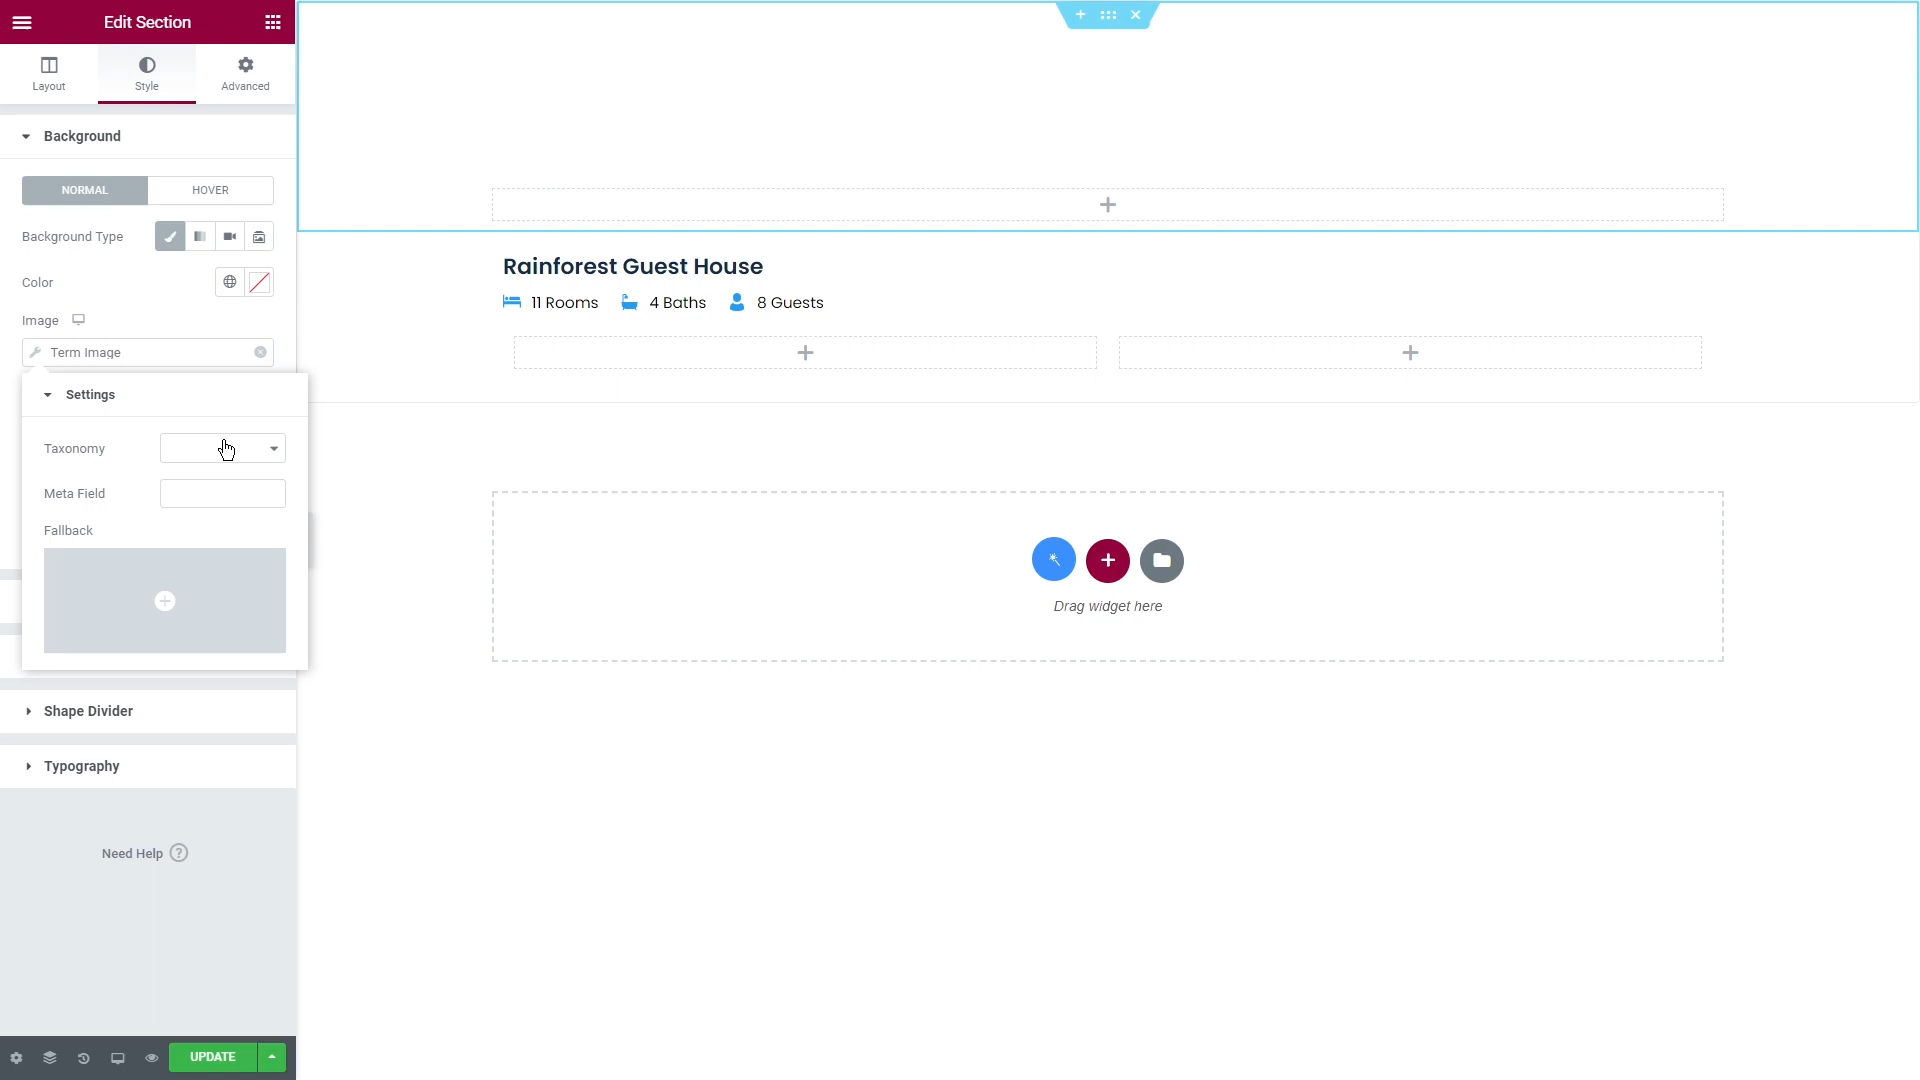 Edit Section
Layout
Style
Advanced
Background
NORMAL
HOVER
Background Type
Color
Image
Term Image
Settings
Taxonomy
Meta Field
Fallback
Shape Divider
Typography
Need Help ?
UPDATE
Rainforest Guest House
11 Rooms 4 Baths 8 Guests
Drag widget here